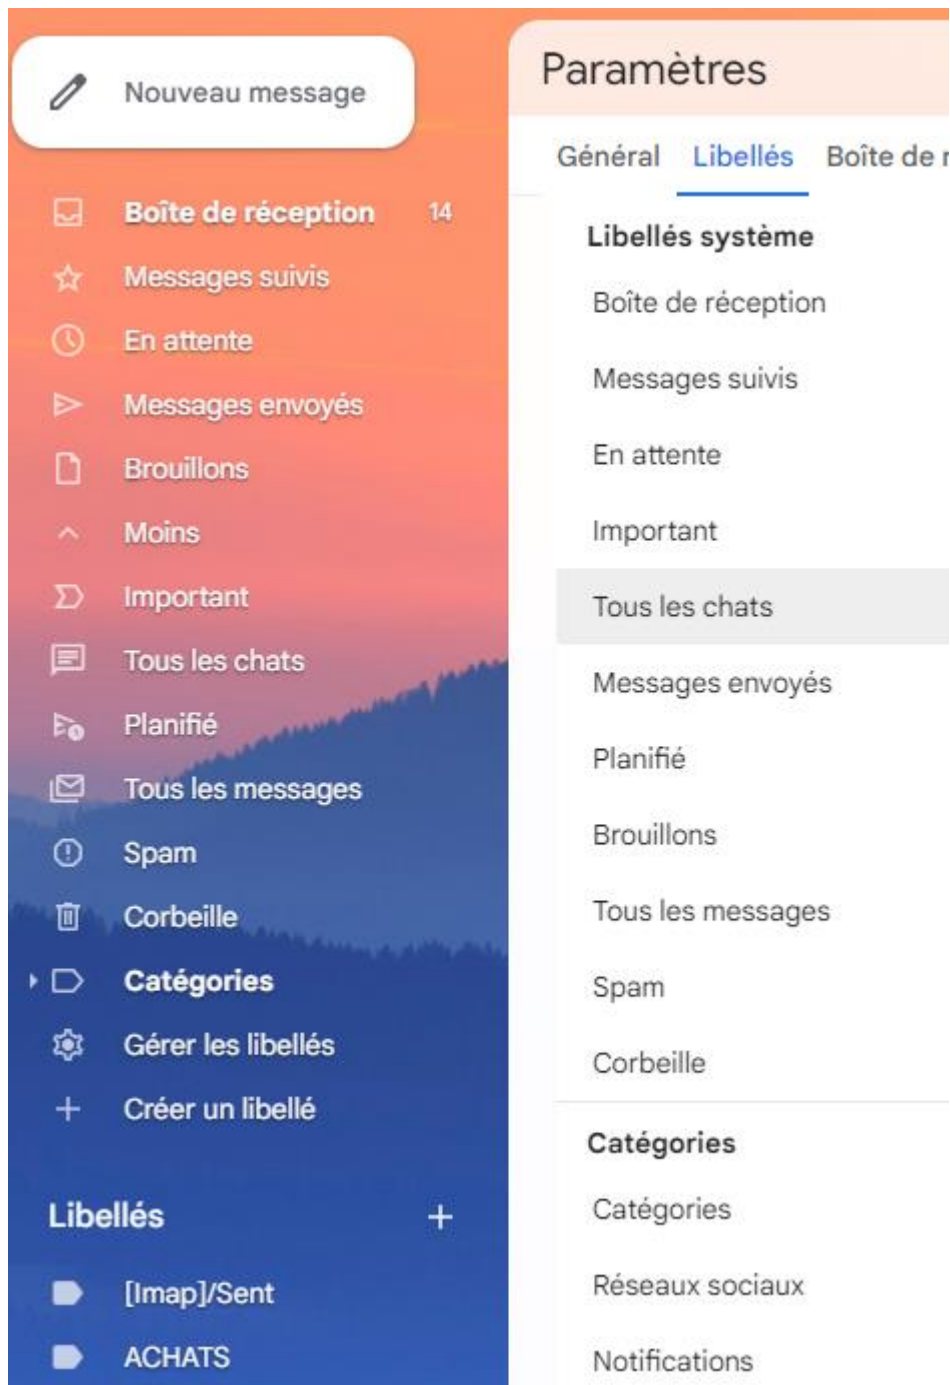 Nouveau message
Boîte de réception 14
Messages suivis
En attente
Messages envoyés
Brouillons
Moins
Important
Tous les chats
Planifié
Tous les messages
Spam
Corbeille
Catégories
Gérer les libellés
Créer un libellé
Libellés +
[Imap]/Sent
ACHATS
Paramètres
Général Libellés Boîte de
Libellés système
Boîte de réception
Messages suivis
En attente
Important
Tous les chats
Messages envoyés
Planifié
Brouillons
Tous les messages
Spam
Corbeille
Catégories
Catégories
Réseaux sociaux
Notifications